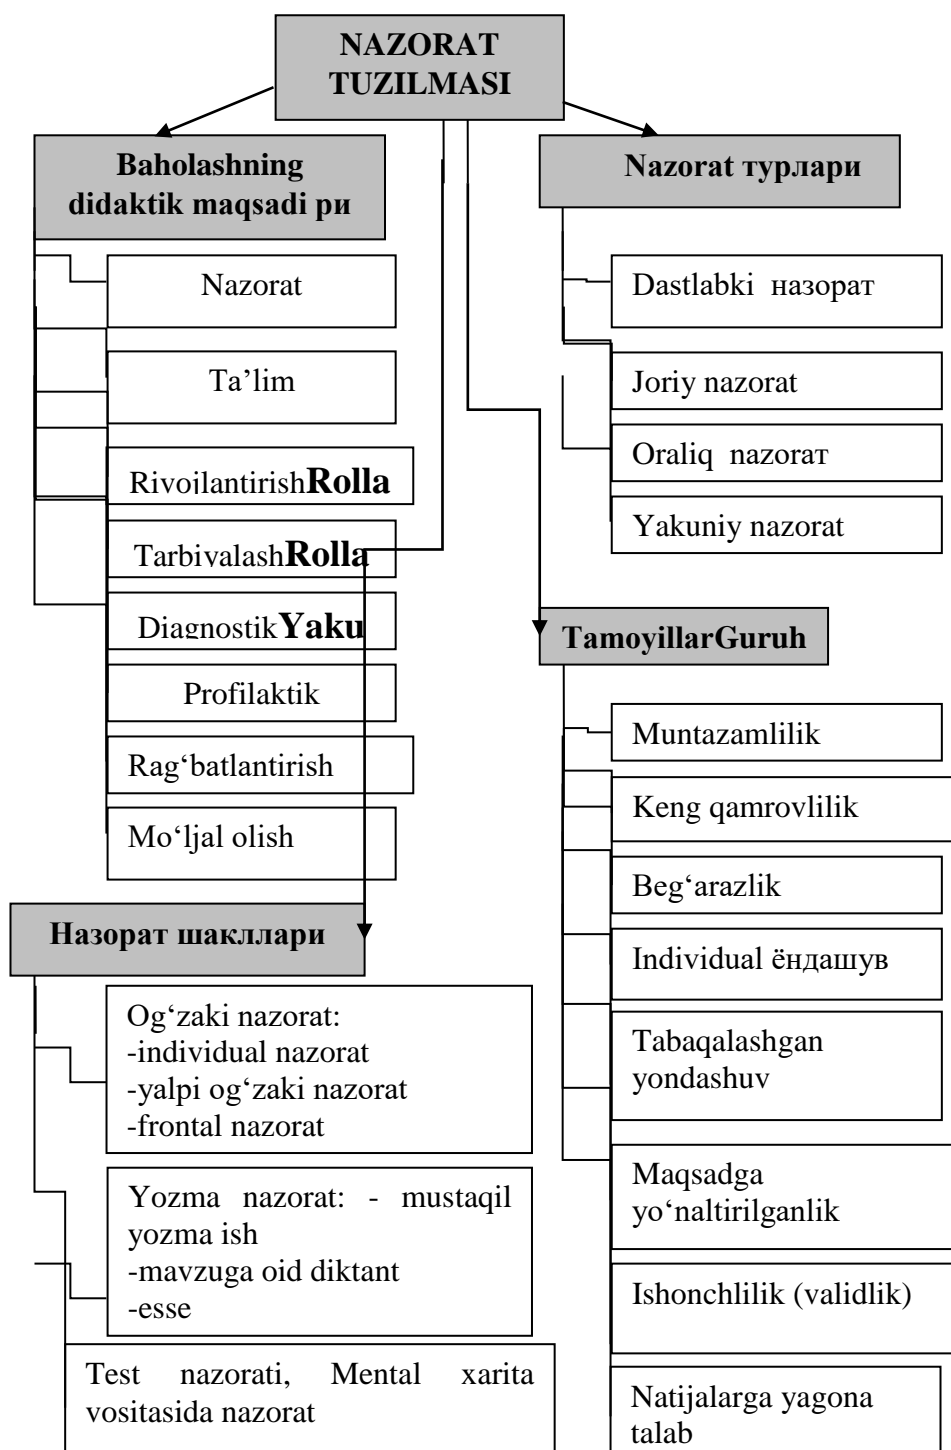 NAZORAT
TUZILMASI
Baholashning
didaktik maqsadi ри
Nazorat
Ta’lim
RivojlantirishRolla
TarbiyalashRolla
DiagnostikYaku
Profilaktik
Rag‘batlantirish
Mo‘ljal olish
Nazorat турлари
Dastlabki назорат
Joriy nazorat
Oraliq nazorат
Yakuniy nazorat
TamoyillarGuruh
Muntazamlilik
Keng qamrovlilik
Beg‘arazlik
Individual ёндашув
Tabaqalashgan
yondashuv
Maqsadga
yo‘naltirilganlik
Ishonchlilik (validlik)
Natijalarga yagona
talab
Назорат шакллари
Og‘zaki nazorat:
-individual nazorat
-yalpi og‘zaki nazorat
-frontal nazorat
Yozma nazorat: - mustaqil
yozma ish
-mavzuga oid diktant
-esse
Test nazorati, Mental xarita
vositasida nazorat